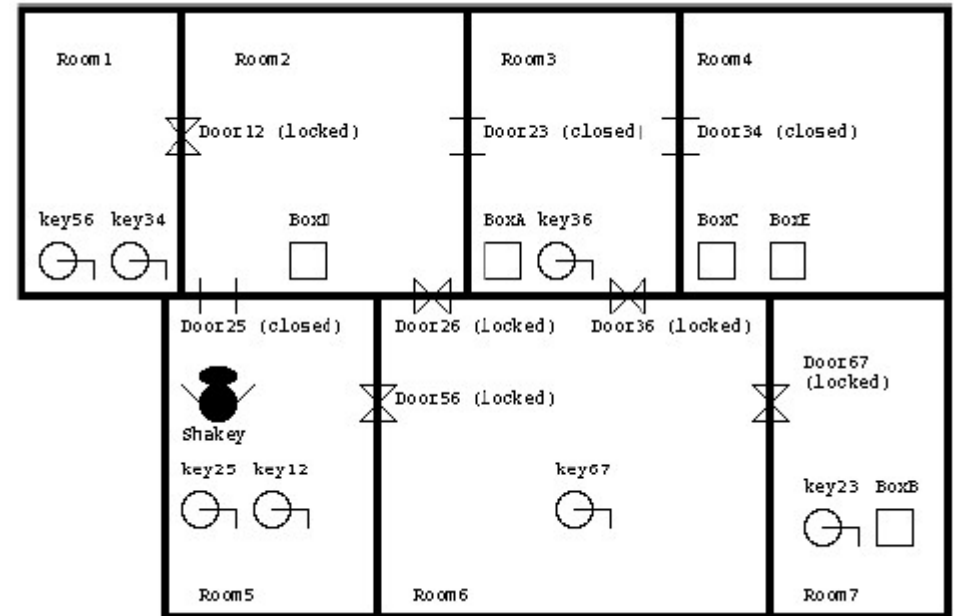 Room1 Room2 Room3 Room4
Door12 (locked) Door23 (closed) Door34 (closed)
key56 key34 BoxD BoxA key36 BoxC BoxE
Door25 (closed) Door26 (locked) Door36 (locked)
Door67
(locked)
Door56 (locked)
Shakey
key25 key12 key67
key23 BoxB
Room5 Room6 Room7